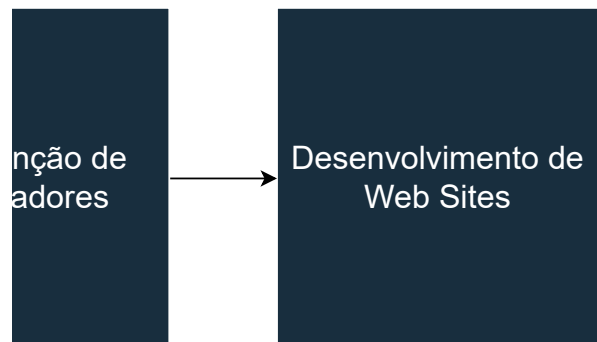 nção de
adores
Desenvolvimento de
Web Sites